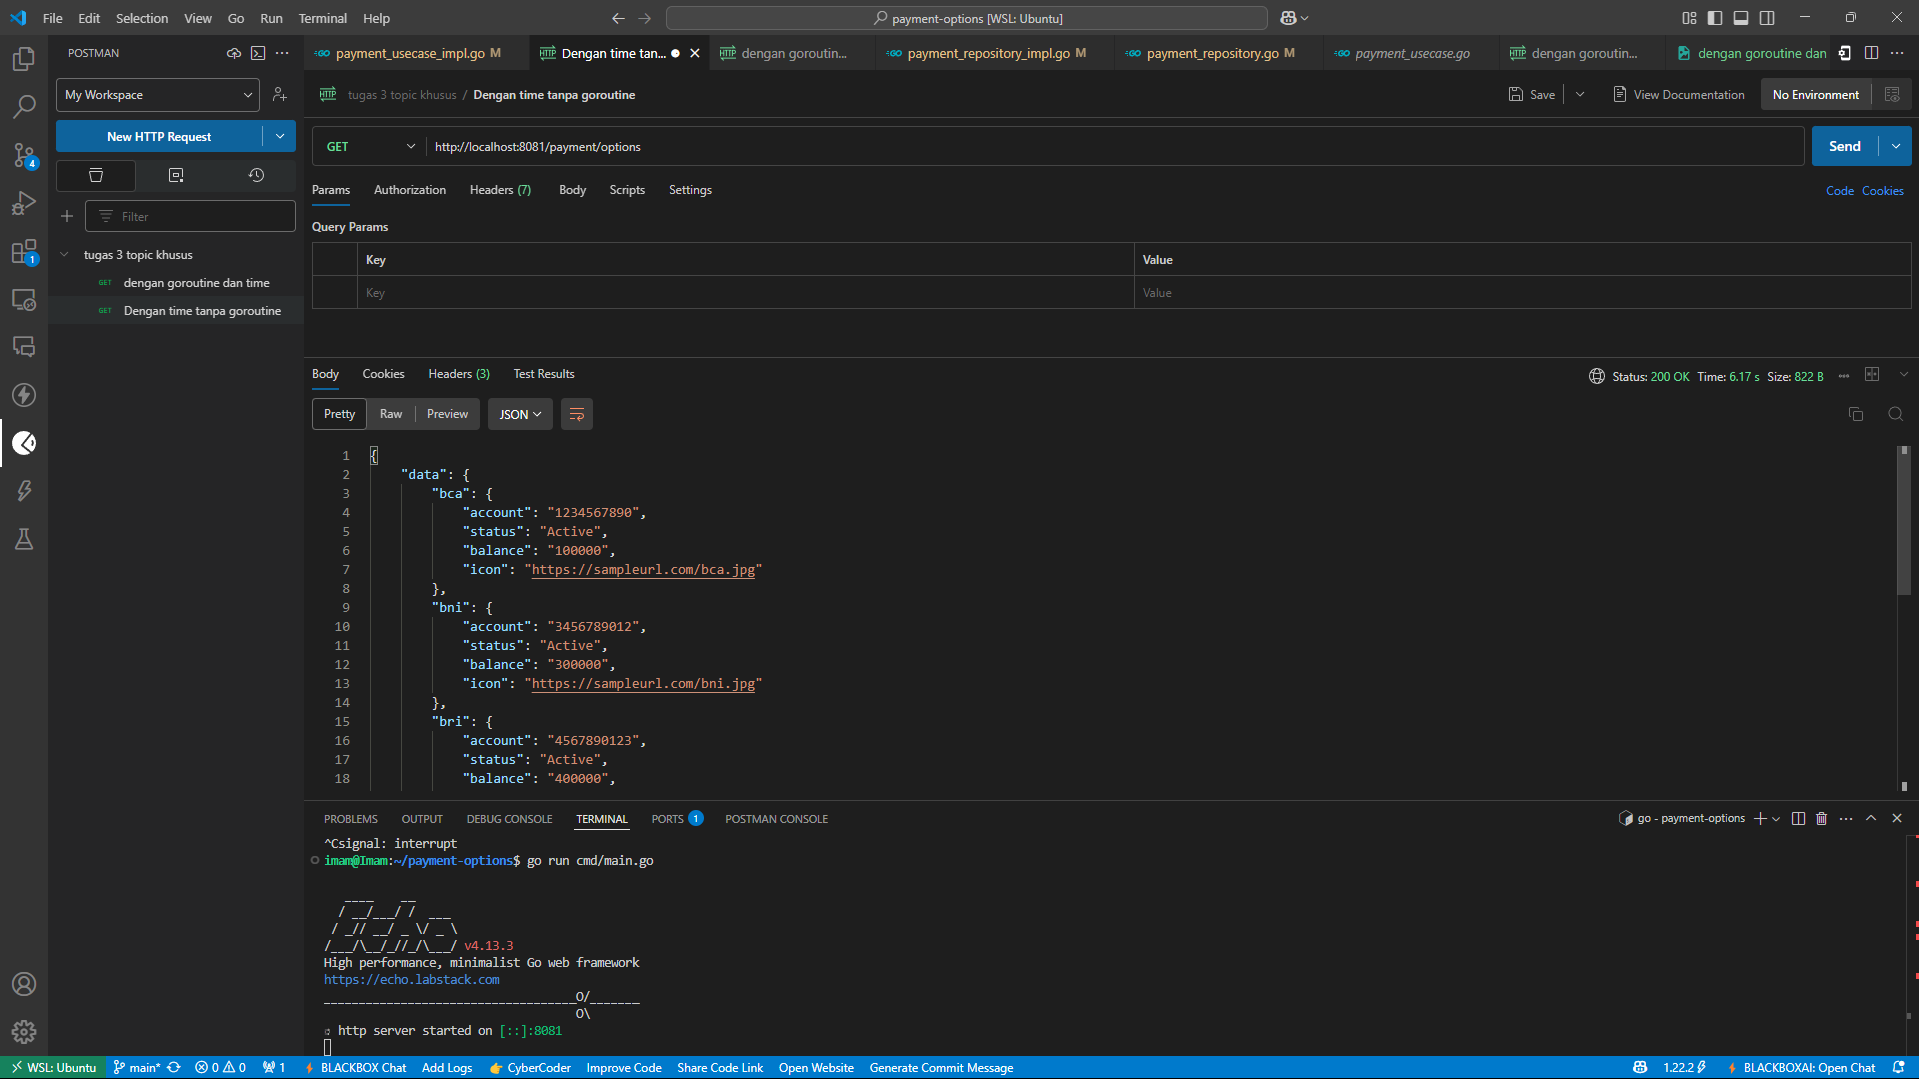 File Edit Selection View Go Run Terminal Help
payment-options [WSL: Ubuntu]
POSTMAN
payment_usecase_impl.go M
Dengan time tan...
dengan goroutin...
payment_repository_impl.go M
payment_repository.go M
payment_usecase.go
dengan goroutin...
dengan goroutine dan
My Workspace
HTTP tugas 3 topic khusus / Dengan time tanpa goroutine
Save
View Documentation
No Environment
New HTTP Request
GET
http://localhost:8081/payment/options
Send
Params Authorization Headers (7) Body Scripts Settings
Code Cookies
Filter
Query Params
tugas 3 topic khusus
GET dengan goroutine dan time
GET Dengan time tanpa goroutine
Key Value
Key Value
Body Cookies Headers (3) Test Results
Status: 200 OK Time: 6.17 s Size: 822 B
Pretty Raw Preview JSON
1 {
2 "data": {
3 "bca": {
4 "account": "1234567890",
5 "status": "Active",
6 "balance": "100000",
7 "icon": "https://sampleurl.com/bca.jpg"
8 },
9 "bni": {
10 "account": "3456789012",
11 "status": "Active",
12 "balance": "300000",
13 "icon": "https://sampleurl.com/bni.jpg"
14 },
15 "bri": {
16 "account": "4567890123",
17 "status": "Active",
18 "balance": "400000",
PROBLEMS OUTPUT DEBUG CONSOLE TERMINAL PORTS 1 POSTMAN CONSOLE
go - payment-options
^Csignal: interrupt
imam@Imam:~/payment-options$ go run cmd/main.go
v4.13.3
High performance, minimalist Go web framework
https://echo.labstack.com
____________________________________O/_______
O\
http server started on [::]:8081
WSL: Ubuntu main* 0 0 1 BLACKBOX Chat Add Logs CyberCoder Improve Code Share Code Link Open Website Generate Commit Message
1.22.2 BLACKBOXAI: Open Chat